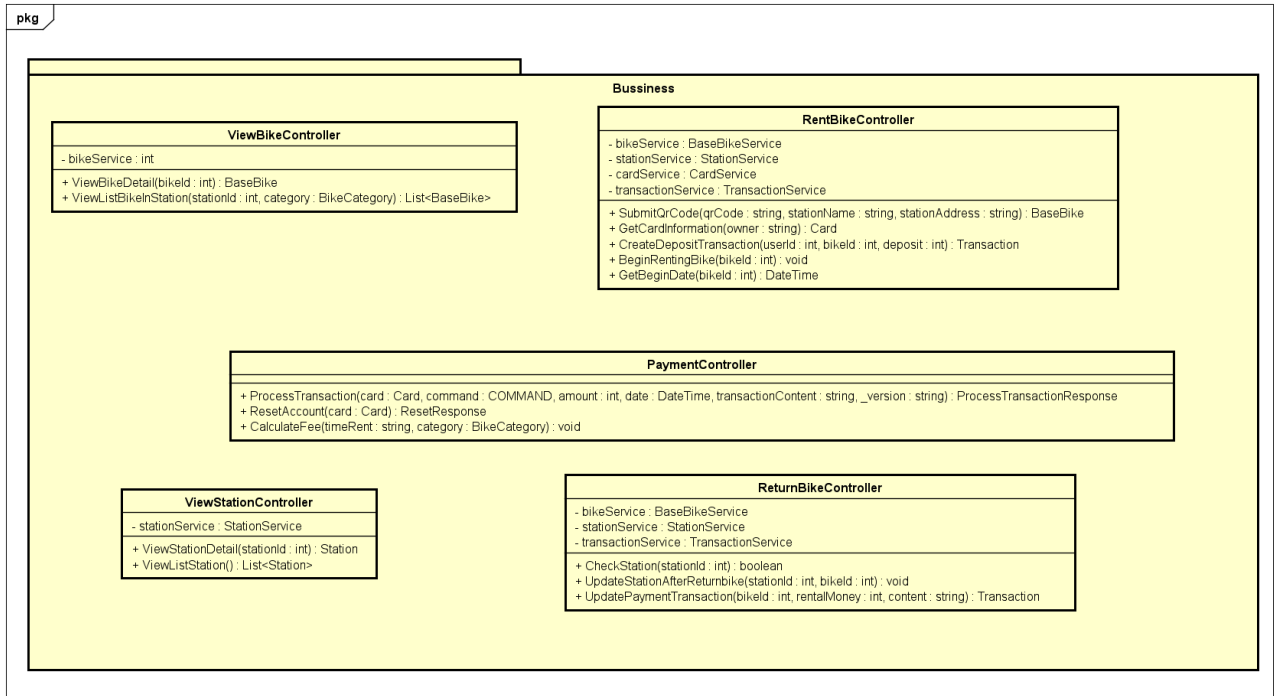 pkg
Bussiness
ViewBikeController
- bikeService : int
+ ViewBikeDetail(bikeId : int) : BaseBike
+ ViewListBikeInStation(stationId : int, category : BikeCategory) : List<BaseBike>
RentBikeController
- bikeService : BaseBikeService
- stationService : StationService
- cardService : CardService
- transactionService : TransactionService
+ SubmitQrCode(qrCode : string, stationName : string, stationAddress : string) : BaseBike
+ GetCardInformation(owner : string) : Card
+ CreateDepositTransaction(userId : int, bikeId : int, deposit : int) : Transaction
+ BeginRentingBike(bikeId : int) : void
+ GetBeginDate(bikeId : int) : DateTime
PaymentController
+ ProcessTransaction(card : Card, command : COMMAND, amount : int, date : DateTime, transactionContent : string, _version : string) : ProcessTransactionResponse
+ ResetAccount(card : Card) : ResetResponse
+ CalculateFee(timeRent : string, category : BikeCategory) : void
ViewStationController
- stationService : StationService
+ ViewStationDetail(stationId : int) : Station
+ ViewListStation() : List<Station>
ReturnBikeController
- bikeService : BaseBikeService
- stationService : StationService
- transactionService : TransactionService
+ CheckStation(stationId : int) : boolean
+ UpdateStationAfterReturnbike(stationId : int, bikeId : int) : void
+ UpdatePaymentTransaction(bikeId : int, rentalMoney : int, content : string) : Transaction